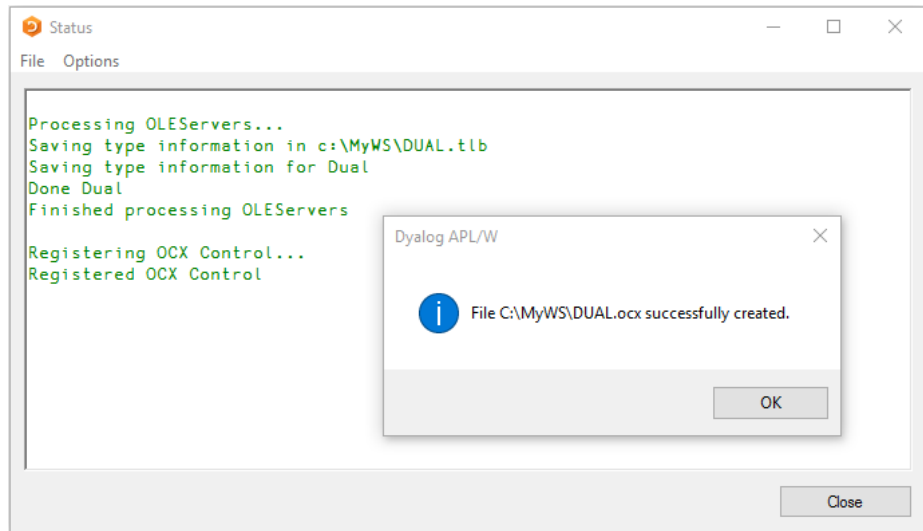 Status
File Options
Processing OLEServers...
Saving type information in c:\MyWS\DUAL.tlb
Saving type information for Dual
Done Dual
Finished processing OLEServers
Registering OCX Control...
Registered OCX Control
Dyalog APL/W
File C:\MyWS\DUAL.ocx successfully created.
OK
Close